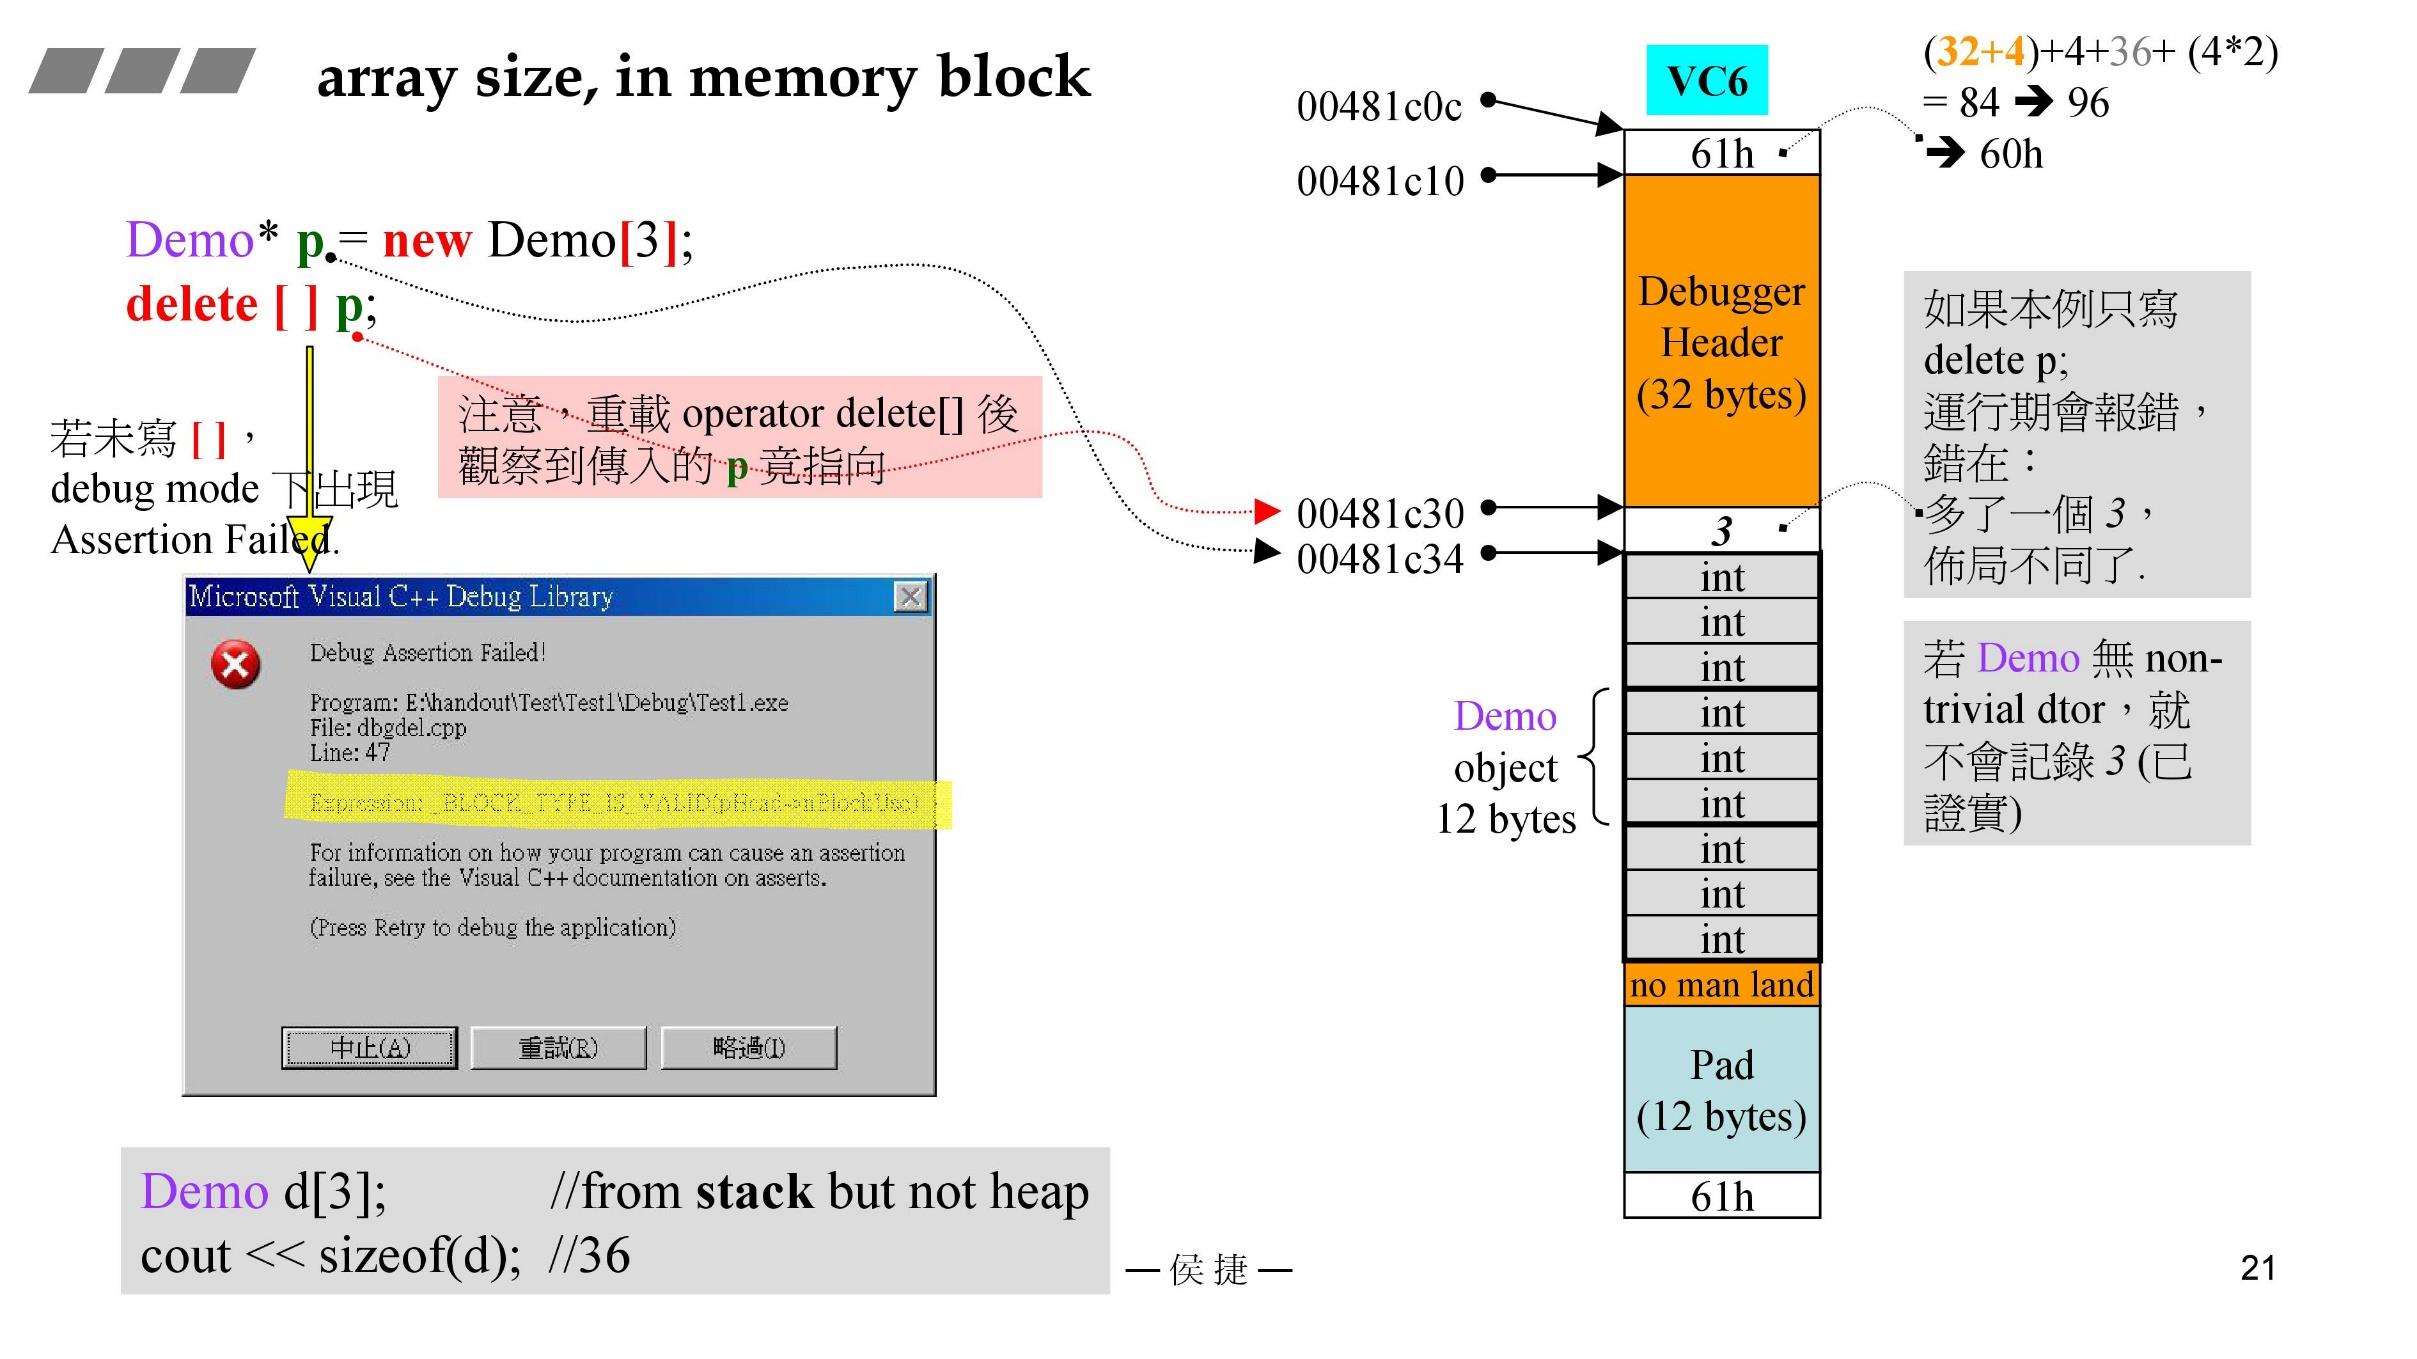 array size, in memory block
Demo* p = new Demo[3];
delete [ ] p;
若未寫 [ ]，
debug mode 下出現
Assertion Failed.
注意，重載 operator delete[] 後
觀察到傳入的 p 竟指向
Microsoft Visual C++ Debug Library
Debug Assertion Failed!
Program: E:\handout\Test\Test1\Debug\Test1.exe
File: dbgdel.cpp
Line: 47
Expression: _BLOCK_TYPE_IS_VALID(pHead->nBlockUse)
For information on how your program can cause an assertion
failure, see the Visual C++ documentation on asserts.
(Press Retry to debug the application)
中止(A)
重試(R)
略過(I)
Demo d[3]; //from stack but not heap
cout << sizeof(d); //36
VC6
00481c0c
00481c10
00481c30
00481c34
61h
Debugger
Header
(32 bytes)
3
int
int
int
int
int
int
int
int
int
no man land
Pad
(12 bytes)
61h
Demo
object
12 bytes
(32+4)+4+36+ (4*2)
= 84 ➔ 96
➔ 60h
如果本例只寫
delete p;
運行期會報錯，
錯在：
多了一個 3，
佈局不同了.
若 Demo 無 non-
trivial dtor，就
不會記錄 3 (已
證實)
— 侯 捷 —
21